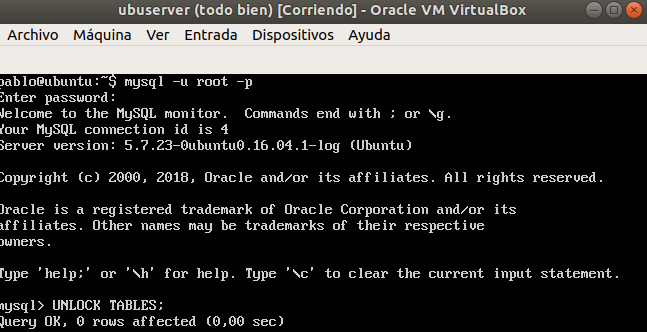 ubuserver (todo bien) [Corriendo] - Oracle VM VirtualBox
Archivo Máquina Ver Entrada Dispositivos Ayuda
pablo@ubuntu:~$ mysql -u root -p
Enter password:
Welcome to the MySQL monitor.  Commands end with ; or \g.
Your MySQL connection id is 4
Server version: 5.7.23-0ubuntu0.16.04.1-log (Ubuntu)
Copyright (c) 2000, 2018, Oracle and/or its affiliates. All rights reserved.
Oracle is a registered trademark of Oracle Corporation and/or its
affiliates. Other names may be trademarks of their respective
owners.
Type 'help;' or '\h' for help. Type '\c' to clear the current input statement.
mysql> UNLOCK TABLES;
Query OK, 0 rows affected (0,00 sec)